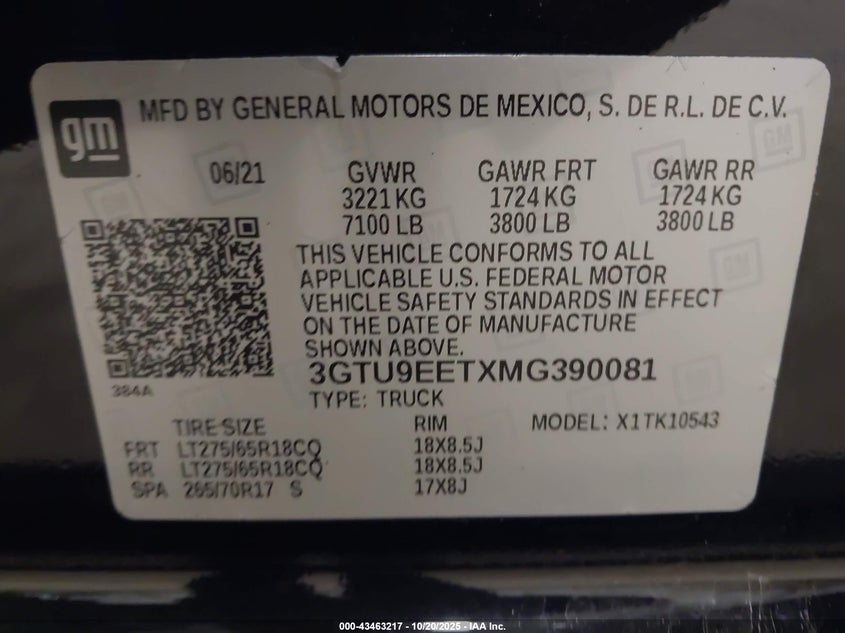 gm
MFD BY GENERAL MOTORS DE MEXICO, S. DE R.L. DE C.V.
06/21 GVWR GAWR FRT GAWR RR
3221 KG 1724 KG 1724 KG
7100 LB 3800 LB 3800 LB
THIS VEHICLE CONFORMS TO ALL
APPLICABLE U.S. FEDERAL MOTOR
VEHICLE SAFETY STANDARDS IN EFFECT
ON THE DATE OF MANUFACTURE
SHOWN ABOVE.
3GTU9EETXMG390081
384A
TYPE: TRUCK
TIRE SIZE RIM MODEL: X1TK10543
FRT LT275/65R18CQ 18X8.5J
RR LT275/65R18CQ 18X8.5J
SPA 265/70R17 S 17X8J
000-43463217 - 10/20/2025 - IAA Inc.